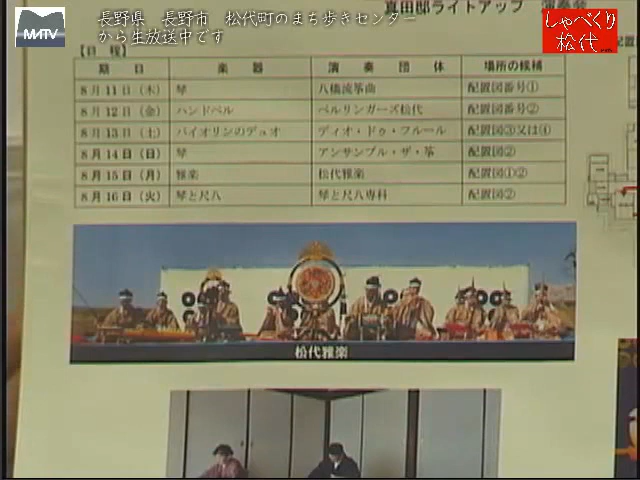 真田邸ライトアップ 演奏会
長野県 長野市 松代町のまち歩きセンター
から生放送中です
MATV
しゃべくり
松代
【日 程】
期 日 楽 器 演 奏 団 体 場所の候補
8月11日(木) 琴 八橋流箏曲 配置図番号①
8月12日(金) ハンドベル ベルリンガーズ松代 配置図番号②
8月13日(土) バイオリンのデュオ ディオ・ドゥ・フルール 配置図③又は④
8月14日(日) 琴 アンサンブル・ザ・箏 配置図②
8月15日(月) 雅楽 松代雅楽 配置図①②
8月16日(火) 琴と尺八 琴と尺八専科 配置図②
松代雅楽